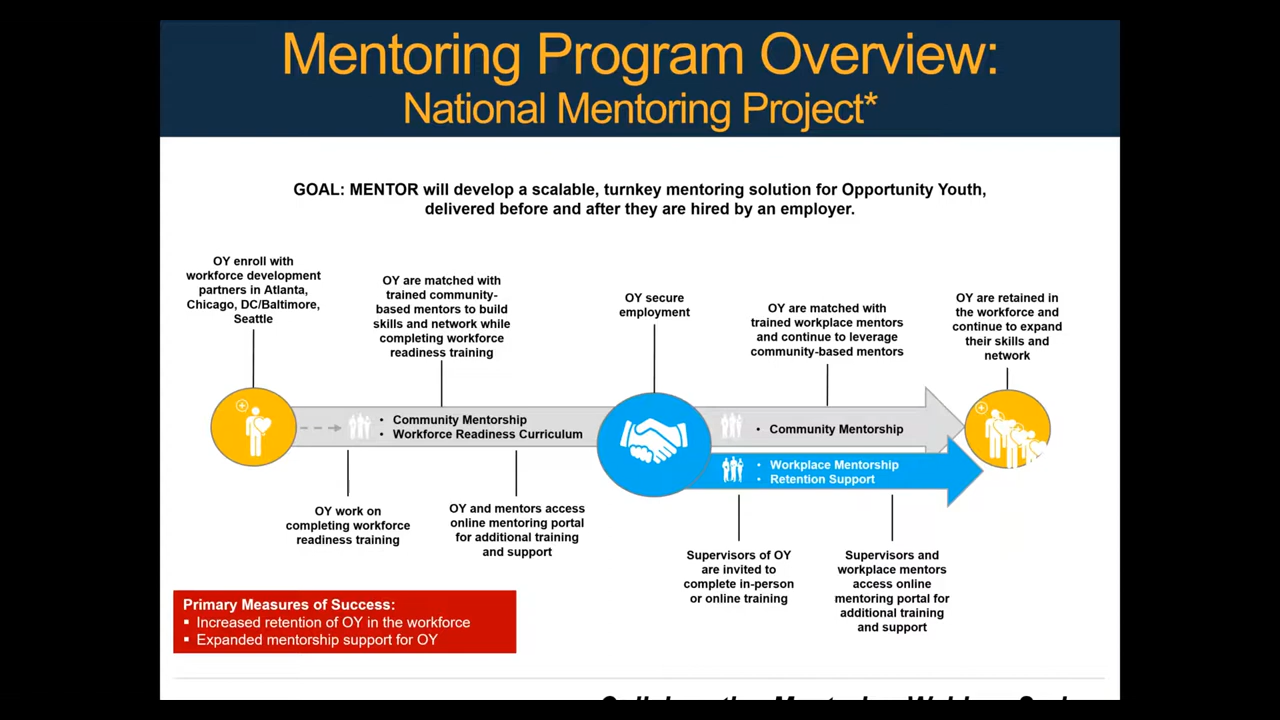 Mentoring Program Overview:
National Mentoring Project*
GOAL: MENTOR will develop a scalable, turnkey mentoring solution for Opportunity Youth,
delivered before and after they are hired by an employer.
OY enroll with
workforce development
partners in Atlanta,
Chicago, DC/Baltimore,
Seattle
OY are matched with
trained community-
based mentors to build
skills and network while
completing workforce
readiness training
OY secure
employment
OY are matched with
trained workplace mentors
and continue to leverage
community-based mentors
OY are retained in
the workforce and
continue to expand
their skills and
network
• Community Mentorship
• Workforce Readiness Curriculum
• Community Mentorship
• Workplace Mentorship
• Retention Support
OY work on
completing workforce
readiness training
OY and mentors access
online mentoring portal
for additional training
and support
Supervisors of OY
are invited to
complete in-person
or online training
Supervisors and
workplace mentors
access online
mentoring portal for
additional training
and support
Primary Measures of Success:
▪ Increased retention of OY in the workforce
▪ Expanded mentorship support for OY